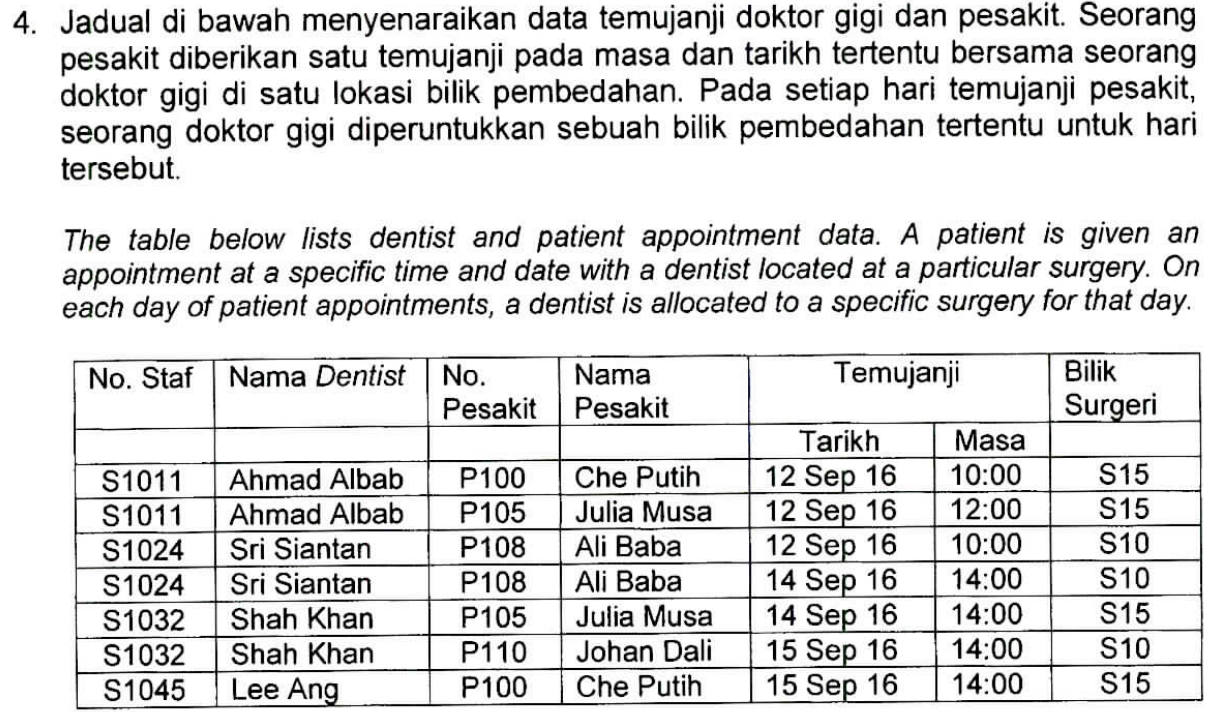 4. Jadual di bawah menyenaraikan data temujanji doktor gigi dan pesakit. Seorang
pesakit diberikan satu temujanji pada masa dan tarikh tertentu bersama seorang
doktor gigi di satu lokasi bilik pembedahan. Pada setiap hari temujanji pesakit,
seorang doktor gigi diperuntukkan sebuah bilik pembedahan tertentu untuk hari
tersebut.
The table below lists dentist and patient appointment data. A patient is given an
appointment at a specific time and date with a dentist located at a particular surgery. On
each day of patient appointments, a dentist is allocated to a specific surgery for that day.
No. Staf Nama Dentist No. Pesakit Nama Pesakit Temujanji Bilik Surgeri
Tarikh Masa
S1011 Ahmad Albab P100 Che Putih 12 Sep 16 10:00 S15
S1011 Ahmad Albab P105 Julia Musa 12 Sep 16 12:00 S15
S1024 Sri Siantan P108 Ali Baba 12 Sep 16 10:00 S10
S1024 Sri Siantan P108 Ali Baba 14 Sep 16 14:00 S10
S1032 Shah Khan P105 Julia Musa 14 Sep 16 14:00 S15
S1032 Shah Khan P110 Johan Dali 15 Sep 16 14:00 S10
S1045 Lee Ang P100 Che Putih 15 Sep 16 14:00 S15